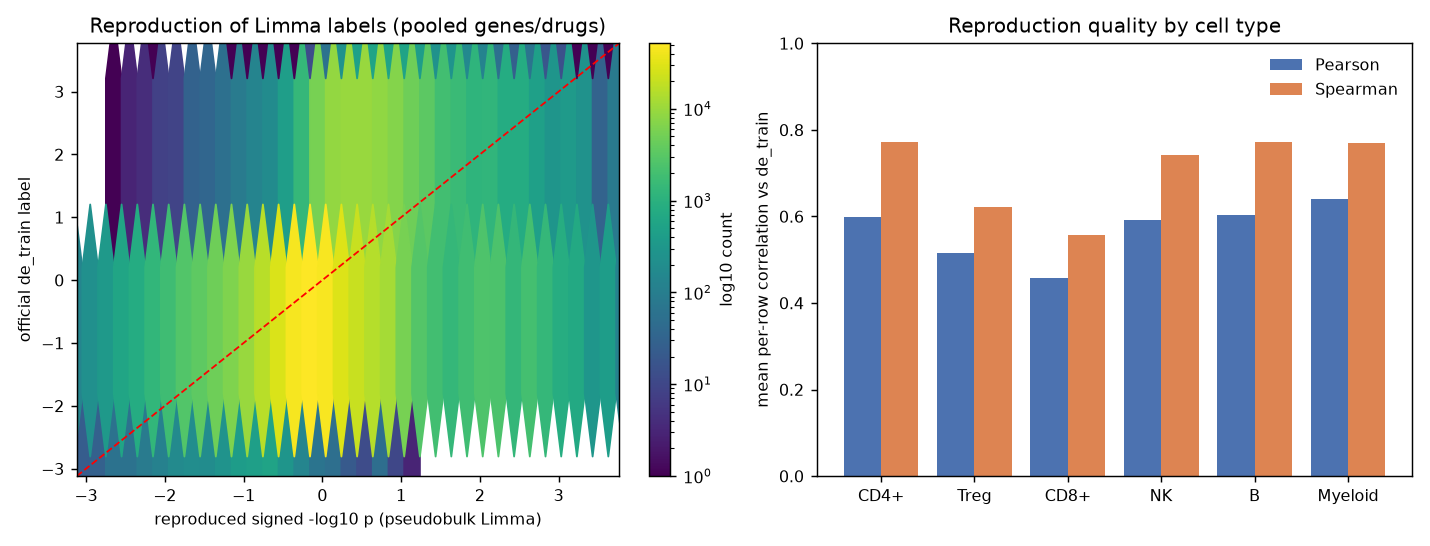 Reproduction of Limma labels (pooled genes/drugs)
official de_train label
3
2
1
0
−1
−2
−3
−3
−2
−1
0
1
2
3
reproduced signed -log10 p (pseudobulk Limma)
10^4
10^3
10^2
10^1
10^0
log10 count
Reproduction quality by cell type
mean per-row correlation vs de_train
1.0
0.8
0.6
0.4
0.2
0.0
Pearson
Spearman
CD4+
Treg
CD8+
NK
B
Myeloid